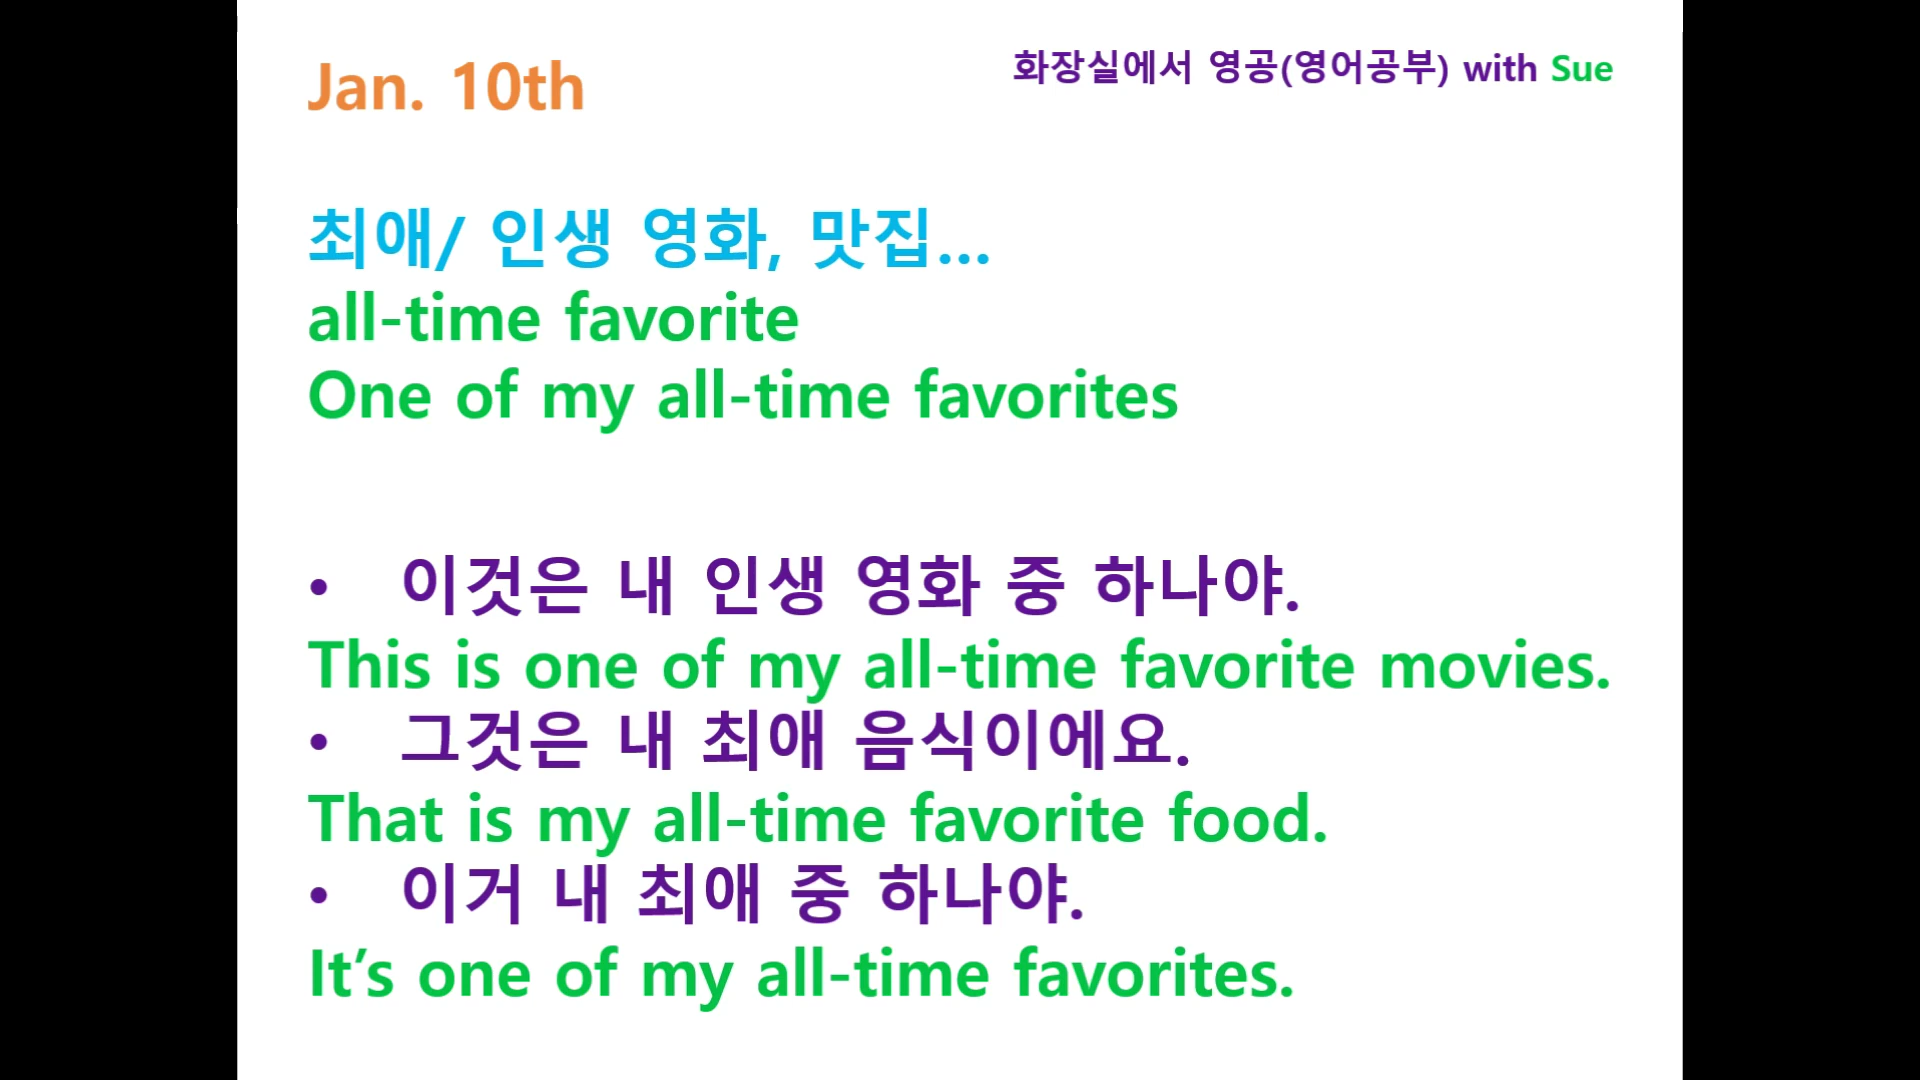 Jan. 10th
화장실에서 영공(영어공부) with Sue
최애/ 인생 영화, 맛집...
all-time favorite
One of my all-time favorites
• 이것은 내 인생 영화 중 하나야.
This is one of my all-time favorite movies.
• 그것은 내 최애 음식이에요.
That is my all-time favorite food.
• 이거 내 최애 중 하나야.
It’s one of my all-time favorites.